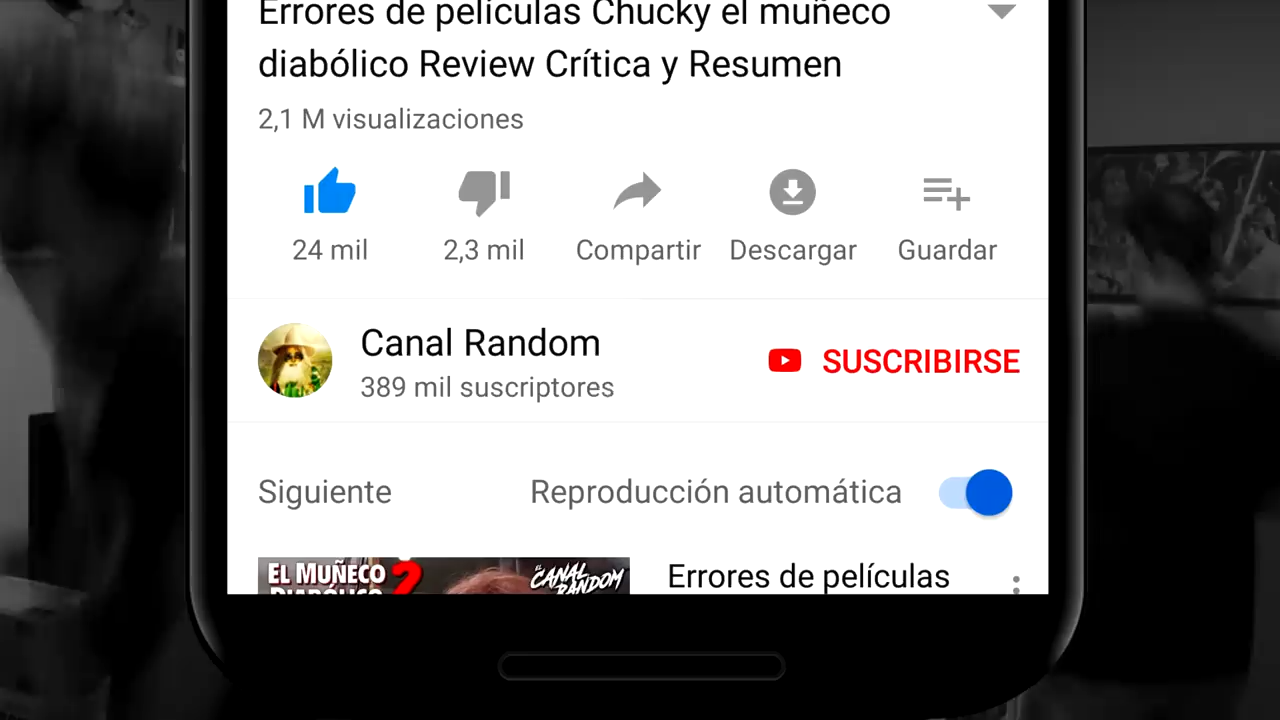 Errores de películas Chucky el muñeco
diabólico Review Crítica y Resumen
2,1 M visualizaciones
24 mil
2,3 mil
Compartir
Descargar
Guardar
Canal Random
389 mil suscriptores
SUSCRIBIRSE
Siguiente
Reproducción automática
EL MUÑECO
DIABÓLICO 2
EL CANAL
RANDOM
Errores de películas